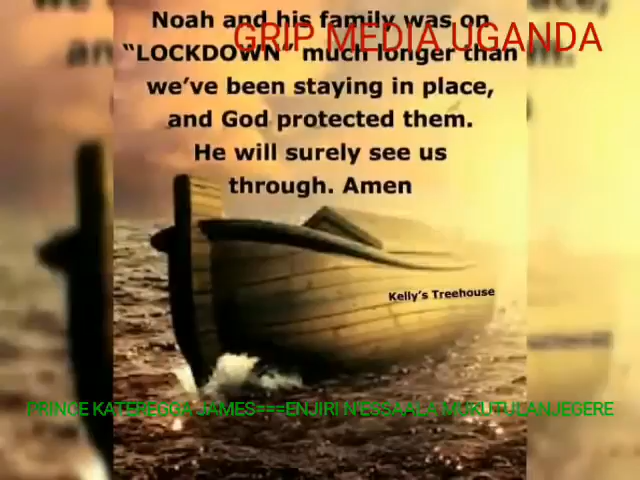 Noah and his family was on
GRIP MEDIA UGANDA
"LOCKDOWN" much longer than
we've been staying in place,
and God protected them.
He will surely see us
through. Amen
Kelly's Treehouse
PRINCE KATEREGGA JAMES===ENJIRI N'ESSAALA MUKUTULANJEGERE